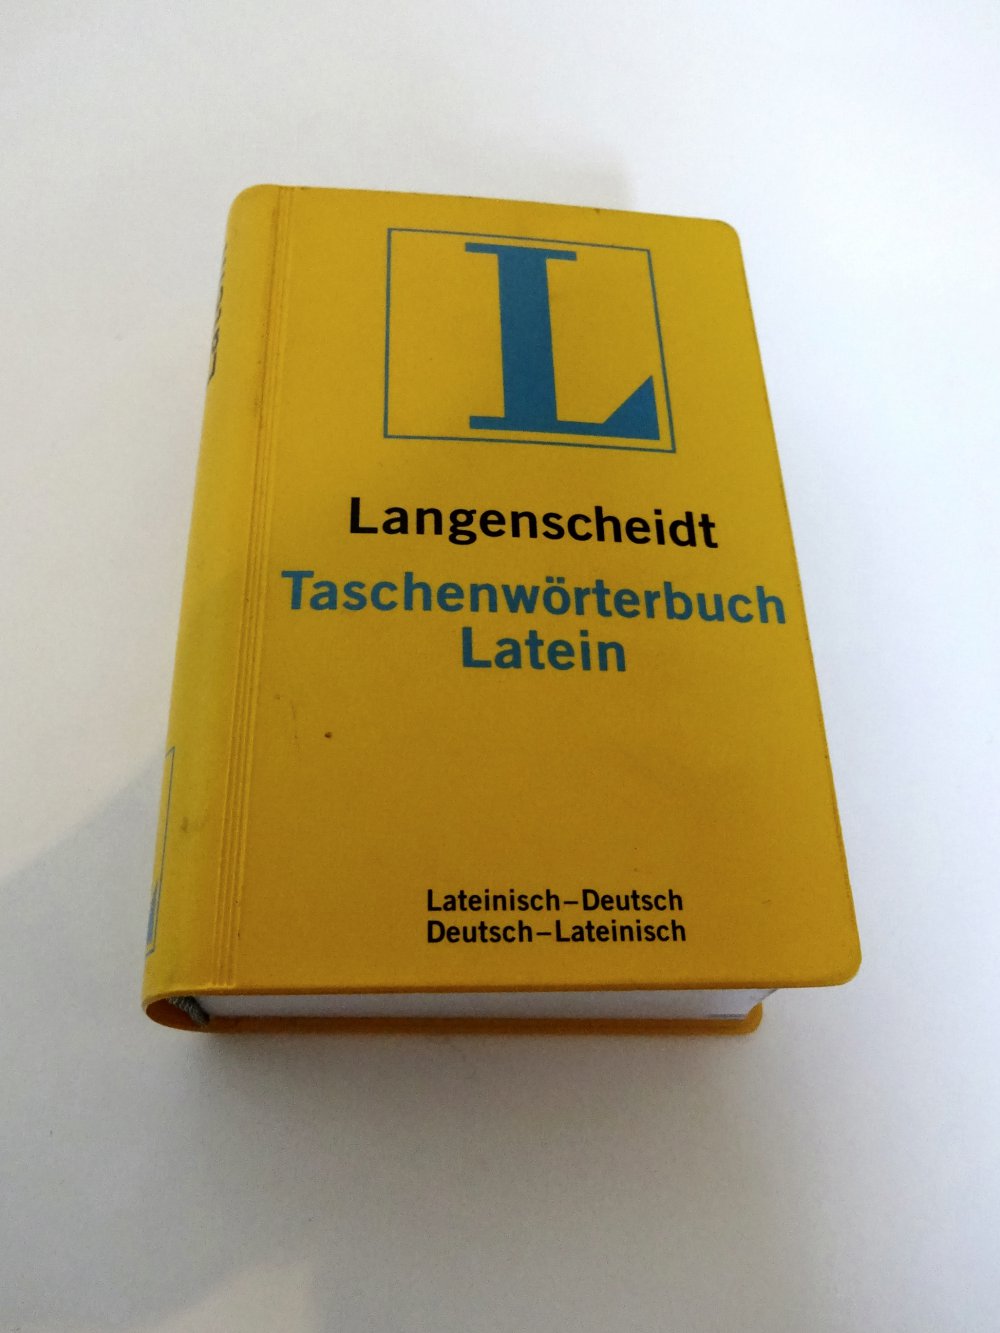 L
Langenscheidt
Taschenwörterbuch
Latein
Lateinisch–Deutsch
Deutsch–Lateinisch